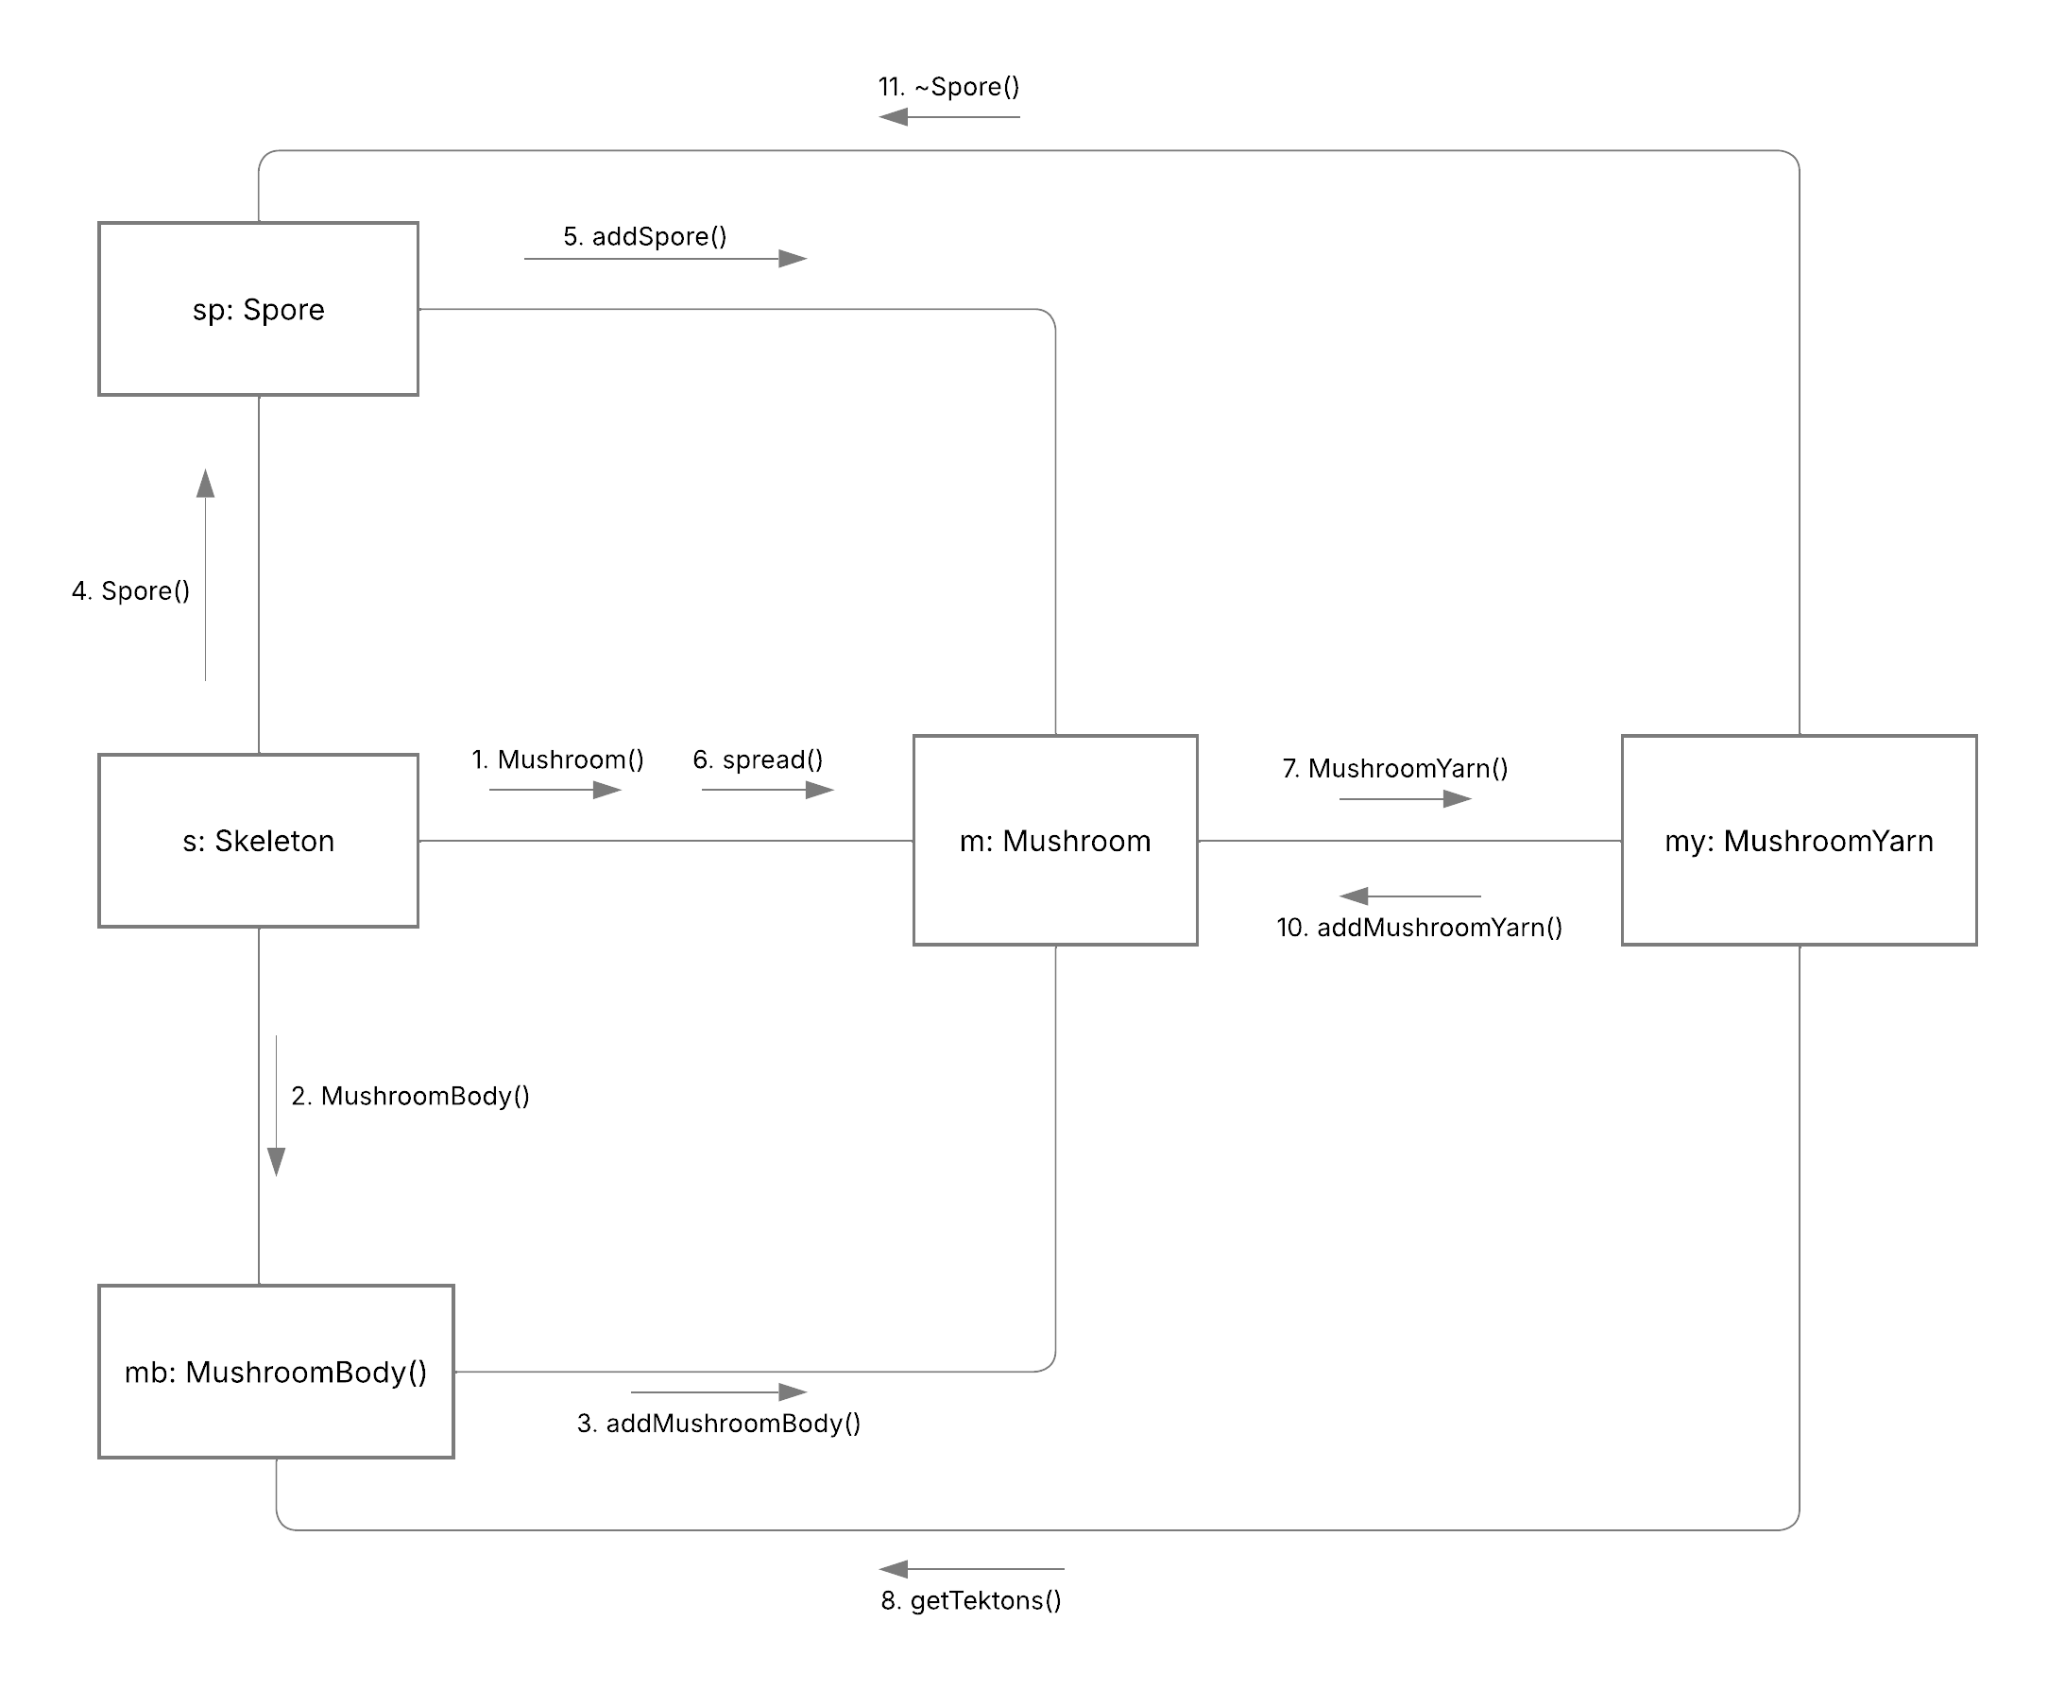 11. ~Spore()
5. addSpore()
sp: Spore
4. Spore()
1. Mushroom()
6. spread()
7. MushroomYarn()
s: Skeleton
m: Mushroom
my: MushroomYarn
10. addMushroomYarn()
2. MushroomBody()
mb: MushroomBody()
3. addMushroomBody()
8. getTektons()